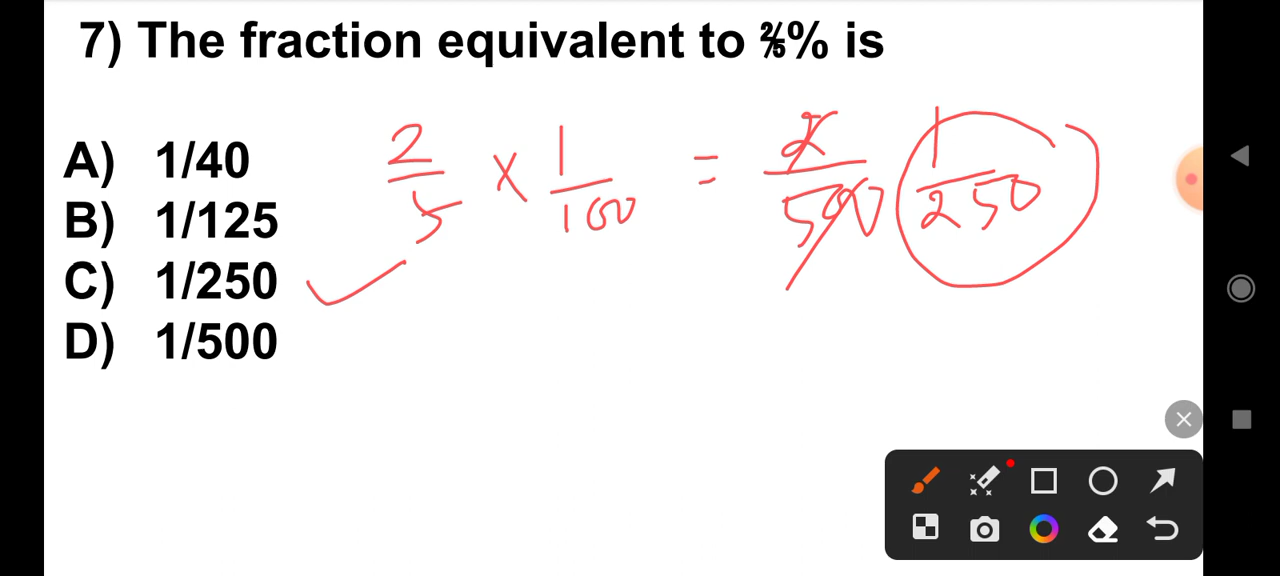 7) The fraction equivalent to ⅖% is
A) 1/40
B) 1/125
C) 1/250
D) 1/500
2/5 × 1/100 = 2/500 1/250